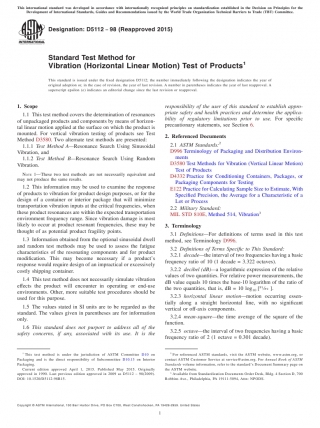 This international standard was developed in accordance with internationally recognized principles on standardization established in the Decision on Principles for the
Development of International Standards, Guides and Recommendations issued by the World Trade Organization Technical Barriers to Trade (TBT) Committee.
Designation: D5112 − 98 (Reapproved 2015)
Standard Test Method for
Vibration (Horizontal Linear Motion) Test of Products¹
This standard is issued under the fixed designation D5112; the number immediately following the designation indicates the year of
original adoption or, in the case of revision, the year of last revision. A number in parentheses indicates the year of last reapproval. A
superscript epsilon (ε) indicates an editorial change since the last revision or reapproval.
1. Scope
1.1 This test method covers the determination of resonances
of unpackaged products and components by means of horizon-
tal linear motion applied at the surface on which the product is
mounted. For vertical vibration testing of products see Test
Method D3580. Two alternate test methods are presented:
1.1.1 Test Method A—Resonance Search Using Sinusoidal
Vibration, and
1.1.2 Test Method B—Resonance Search Using Random
Vibration.
NOTE 1—These two test methods are not necessarily equivalent and
may not produce the same results.
1.2 This information may be used to examine the response
of products to vibration for product design purposes, or for the
design of a container or interior package that will minimize
transportation vibration inputs at the critical frequencies, when
these product resonances are within the expected transportation
environment frequency range. Since vibration damage is most
likely to occur at product resonant frequencies, these may be
thought of as potential product fragility points.
1.3 Information obtained from the optional sinusoidal dwell
and random test methods may be used to assess the fatigue
characteristics of the resonating components and for product
modification. This may become necessary if a product's
response would require design of an impractical or excessively
costly shipping container.
1.4 This test method does not necessarily simulate vibration
effects the product will encounter in operating or end-use
environments. Other, more suitable test procedures should be
used for this purpose.
1.5 The values stated in SI units are to be regarded as the
standard. The values given in parentheses are for information
only.
1.6 This standard does not purport to address all of the
safety concerns, if any, associated with its use. It is the
responsibility of the user of this standard to establish appro-
priate safety and health practices and determine the applica-
bility of regulatory limitations prior to use. For specific
precautionary statements, see Section 6.
2. Referenced Documents
2.1 ASTM Standards:²
D996 Terminology of Packaging and Distribution Environ-
ments
D3580 Test Methods for Vibration (Vertical Linear Motion)
Test of Products
D4332 Practice for Conditioning Containers, Packages, or
Packaging Components for Testing
E122 Practice for Calculating Sample Size to Estimate, With
Specified Precision, the Average for a Characteristic of a
Lot or Process
2.2 Military Standard:
MIL STD 810E, Method 514, Vibration³
3. Terminology
3.1 Definitions—For definitions of terms used in this test
method, see Terminology D996.
3.2 Definitions of Terms Specific to This Standard:
3.2.1 decade—the interval of two frequencies having a basic
frequency ratio of 10 (1 decade = 3.322 octaves).
3.2.2 decibel (dB)—a logarithmic expression of the relative
values of two quantities. For relative power measurements, the
dB value equals 10 times the base-10 logarithm of the ratio of
the two quantities, that is, dB = 10 log₁₀ [P₁/P₂].
3.2.3 horizontal linear motion—motion occurring essen-
tially along a straight horizontal line, with no significant
vertical or off-axis components.
3.2.4 mean-square—the time average of the square of the
function.
3.2.5 octave—the interval of two frequencies having a basic
frequency ratio of 2 (1 octave = 0.301 decade).
¹ This test method is under the jurisdiction of ASTM Committee D10 on
Packaging and is the direct responsibility of Subcommittee D10.13 on Interior
Packaging.
Current edition approved April 1, 2015. Published May 2015. Originally
approved in 1990. Last previous edition approved in 2009 as D5112 – 98(2009).
DOI: 10.1520/D5112-98R15.
² For referenced ASTM standards, visit the ASTM website, www.astm.org, or
contact ASTM Customer Service at service@astm.org. For Annual Book of ASTM
Standards volume information, refer to the standard's Document Summary page on
the ASTM website.
³ Available from Standardization Documents Order Desk, Bldg. 4 Section D, 700
Robbins Ave., Philadelphia, PA 19111-5094, Attn: NPODS.
Copyright © ASTM International, 100 Barr Harbor Drive, PO Box C700, West Conshohocken, PA 19428-2959. United States
1